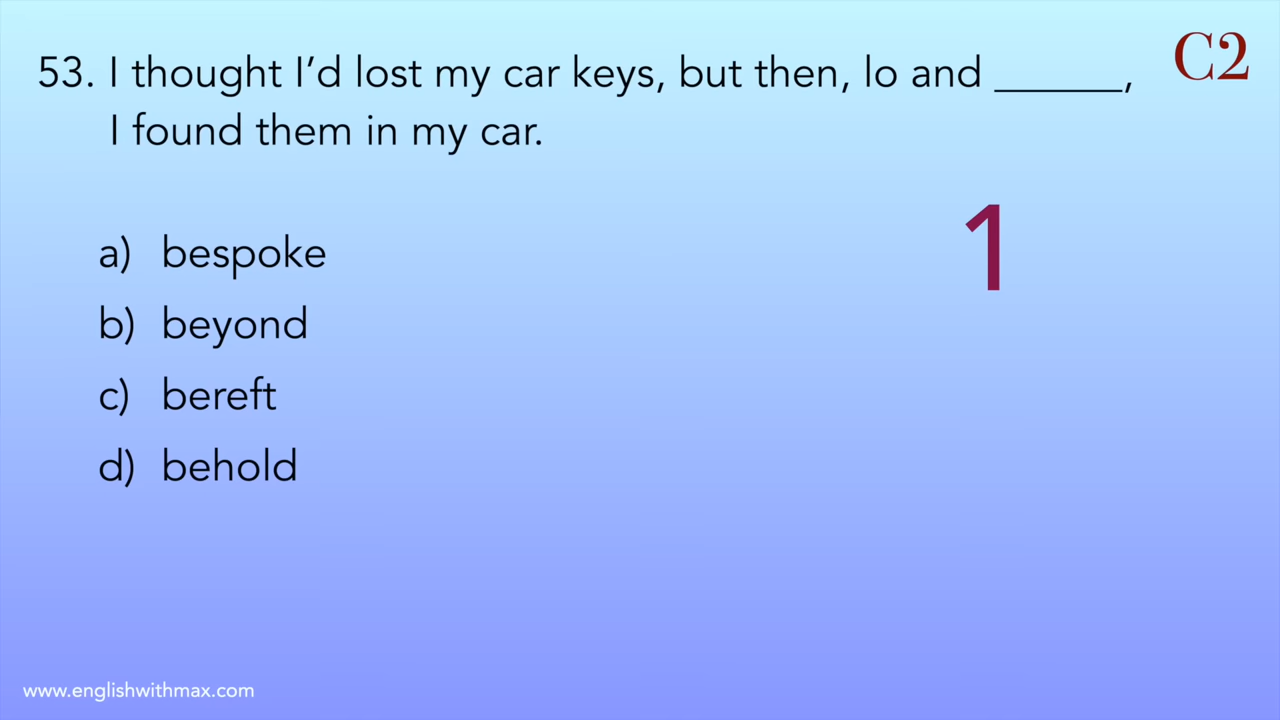 53. I thought I’d lost my car keys, but then, lo and ______,
I found them in my car.
C2
1
a) bespoke
b) beyond
c) bereft
d) behold
www.englishwithmax.com